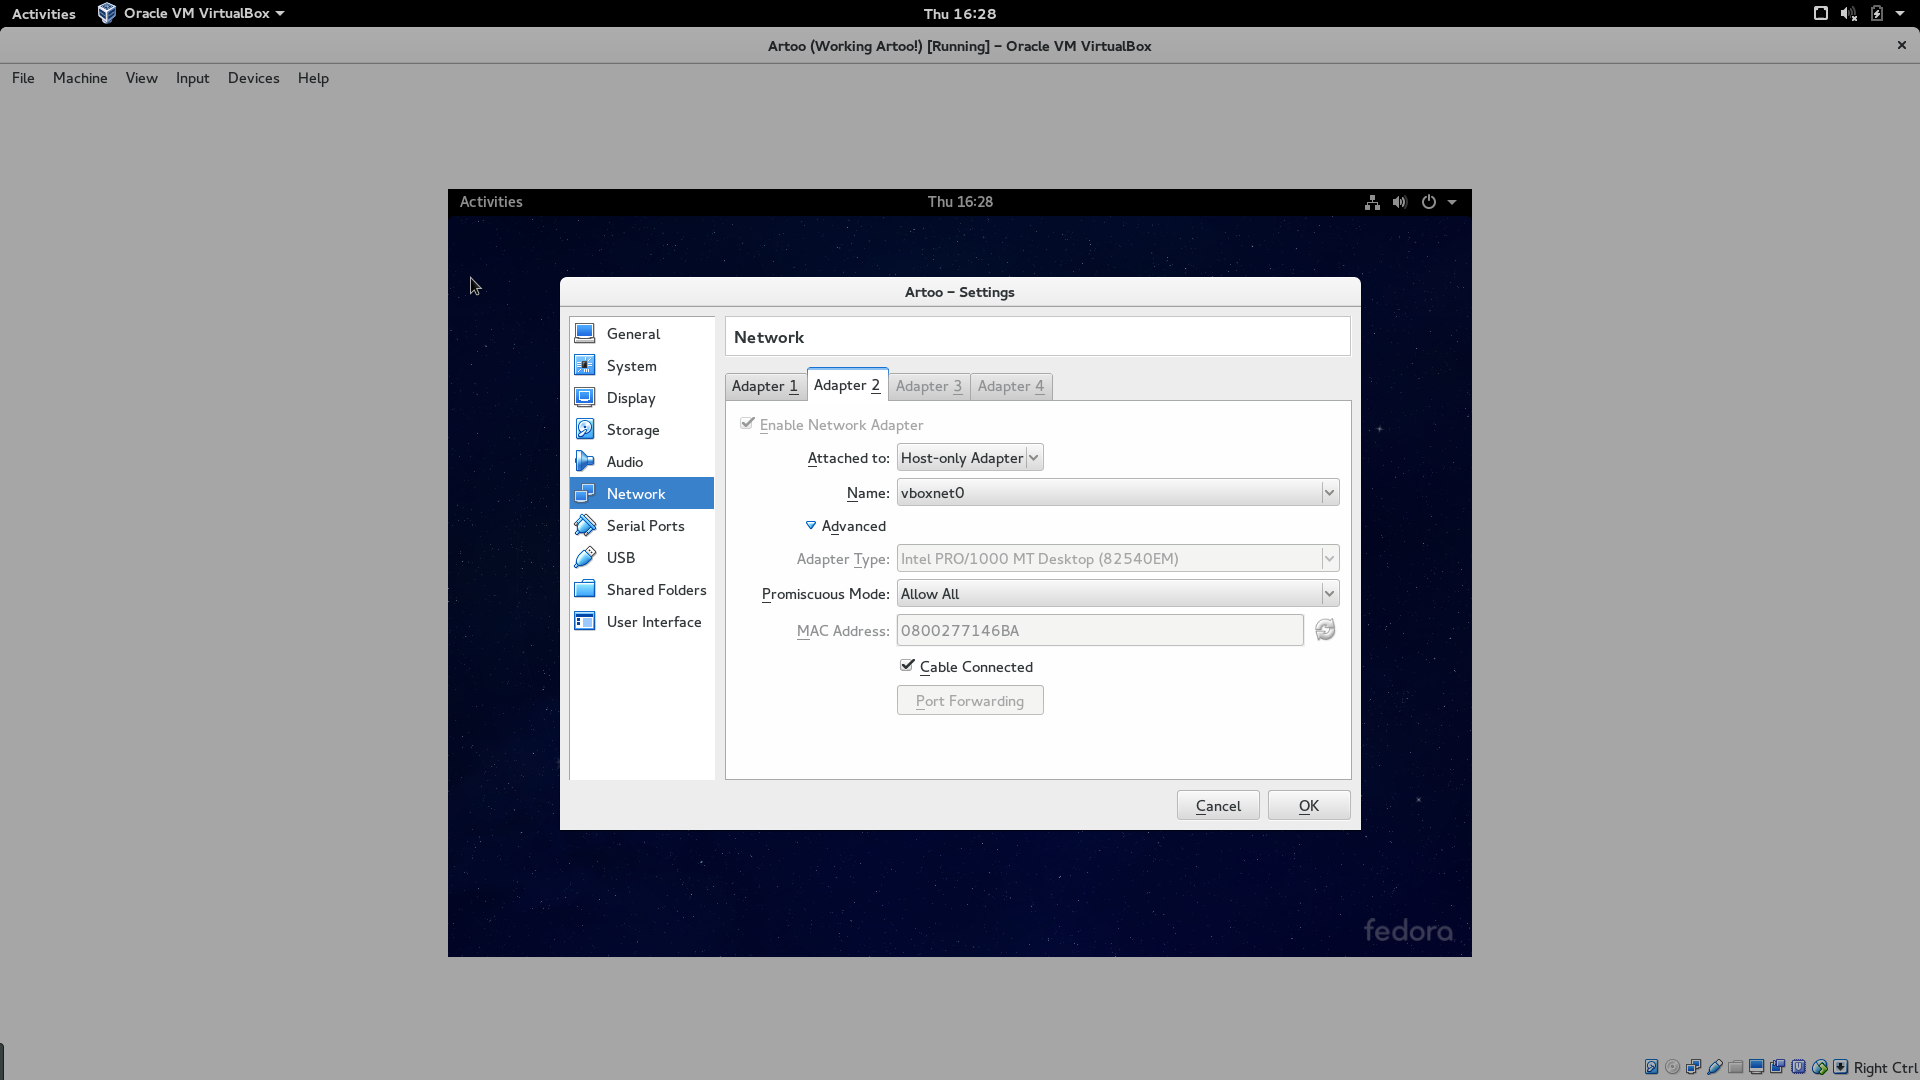 Activities Oracle VM VirtualBox Thu 16:28
Artoo (Working Artoo!) [Running] – Oracle VM VirtualBox
File Machine View Input Devices Help
Activities Thu 16:28
Artoo – Settings
General
System
Display
Storage
Audio
Network
Serial Ports
USB
Shared Folders
User Interface
Network
Adapter 1 Adapter 2 Adapter 3 Adapter 4
Enable Network Adapter
Attached to: Host-only Adapter
Name: vboxnet0
Advanced
Adapter Type: Intel PRO/1000 MT Desktop (82540EM)
Promiscuous Mode: Allow All
MAC Address: 0800277146BA
Cable Connected
Port Forwarding
Cancel OK
fedora
Right Ctrl